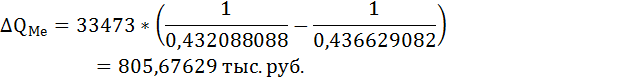 ΔQ_Me = 33473 * (1/0,432088088 − 1/0,436629082)
= 805,67629 тыс. руб.